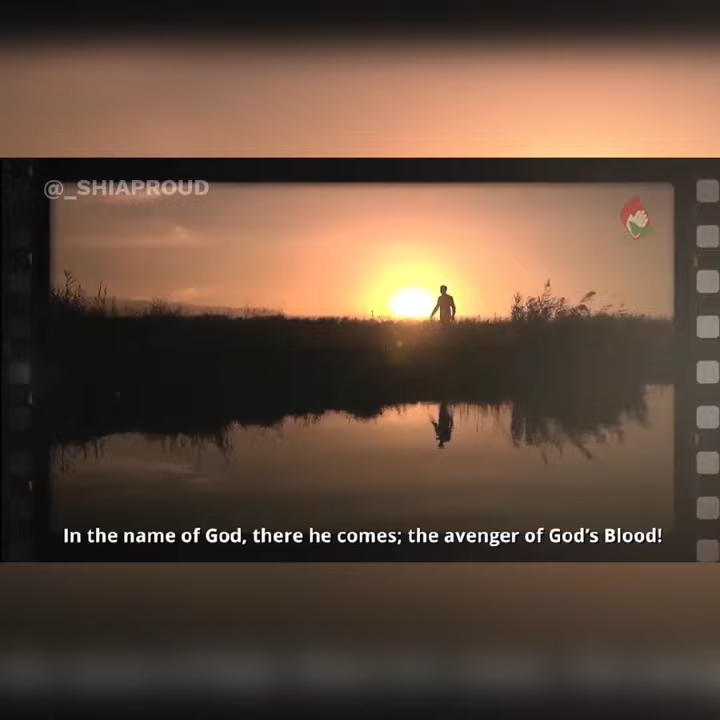 @_SHIAPROUD
In the name of God, there he comes; the avenger of God's Blood!